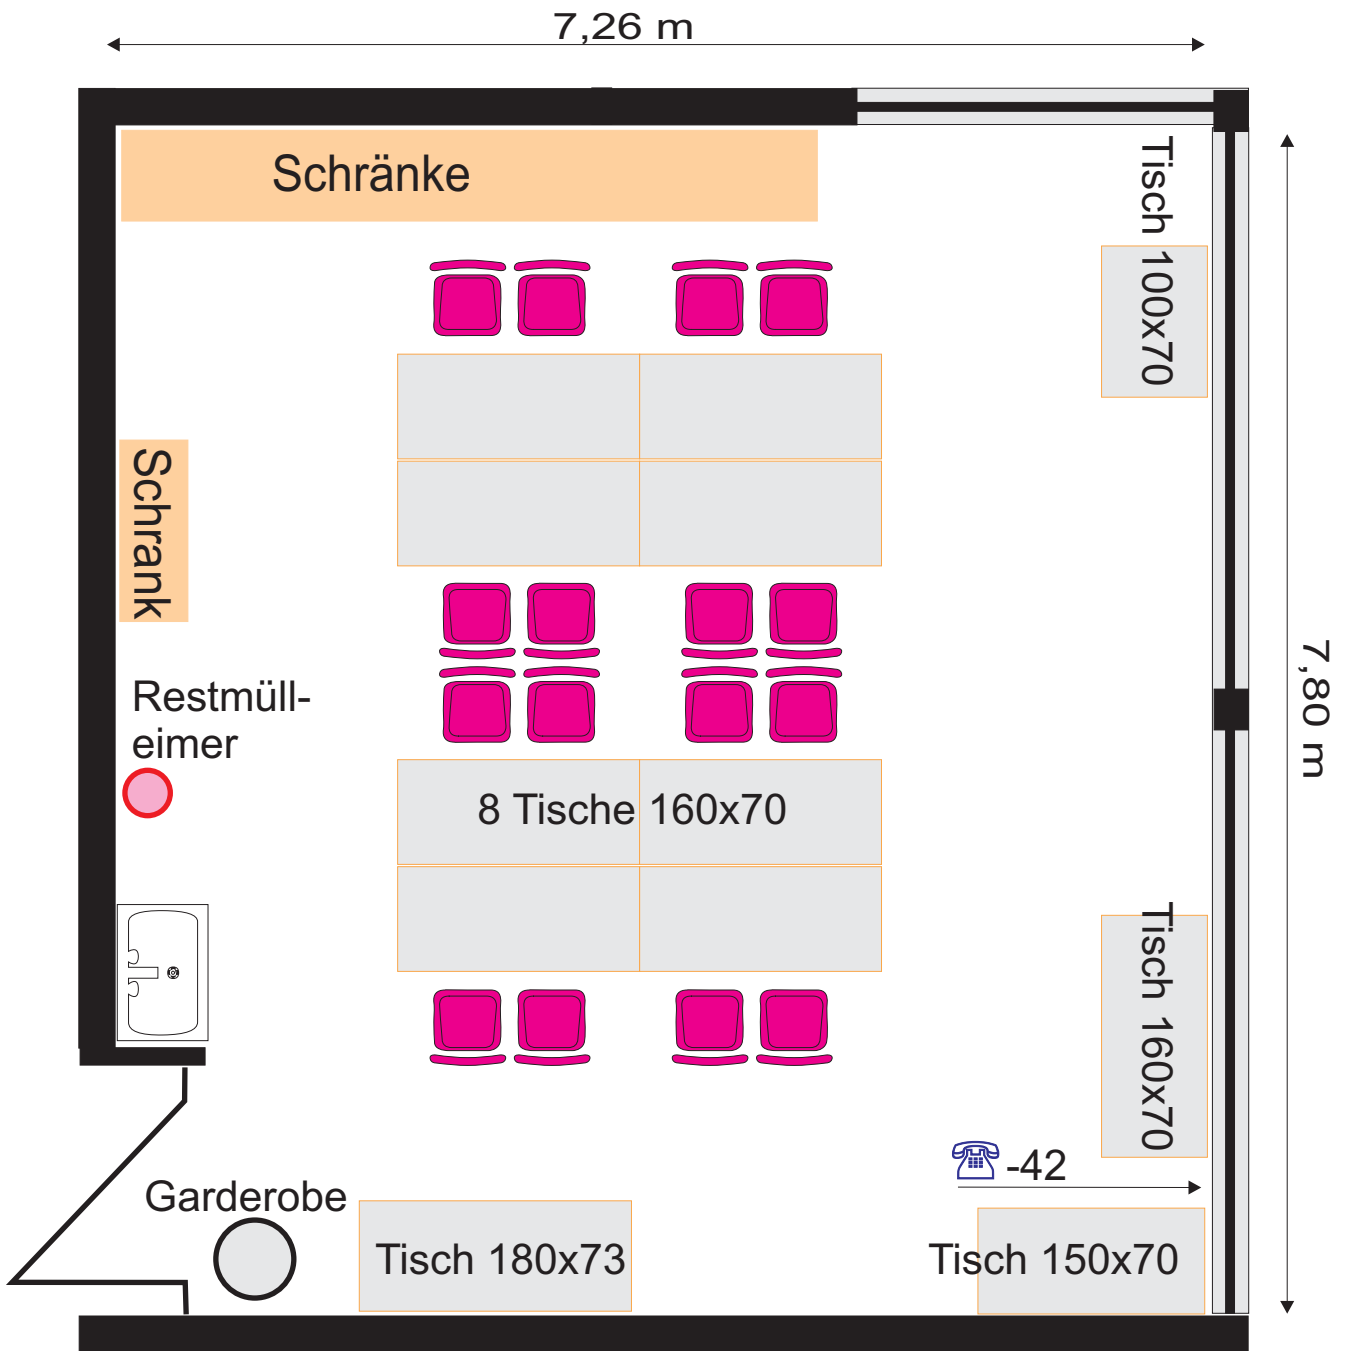 7,26 m
Schränke
Tisch 100x70
Schrank
7,80 m
Restmüll-
eimer
8 Tische 160x70
Tisch 160x70
-42
Garderobe
Tisch 180x73
Tisch 150x70